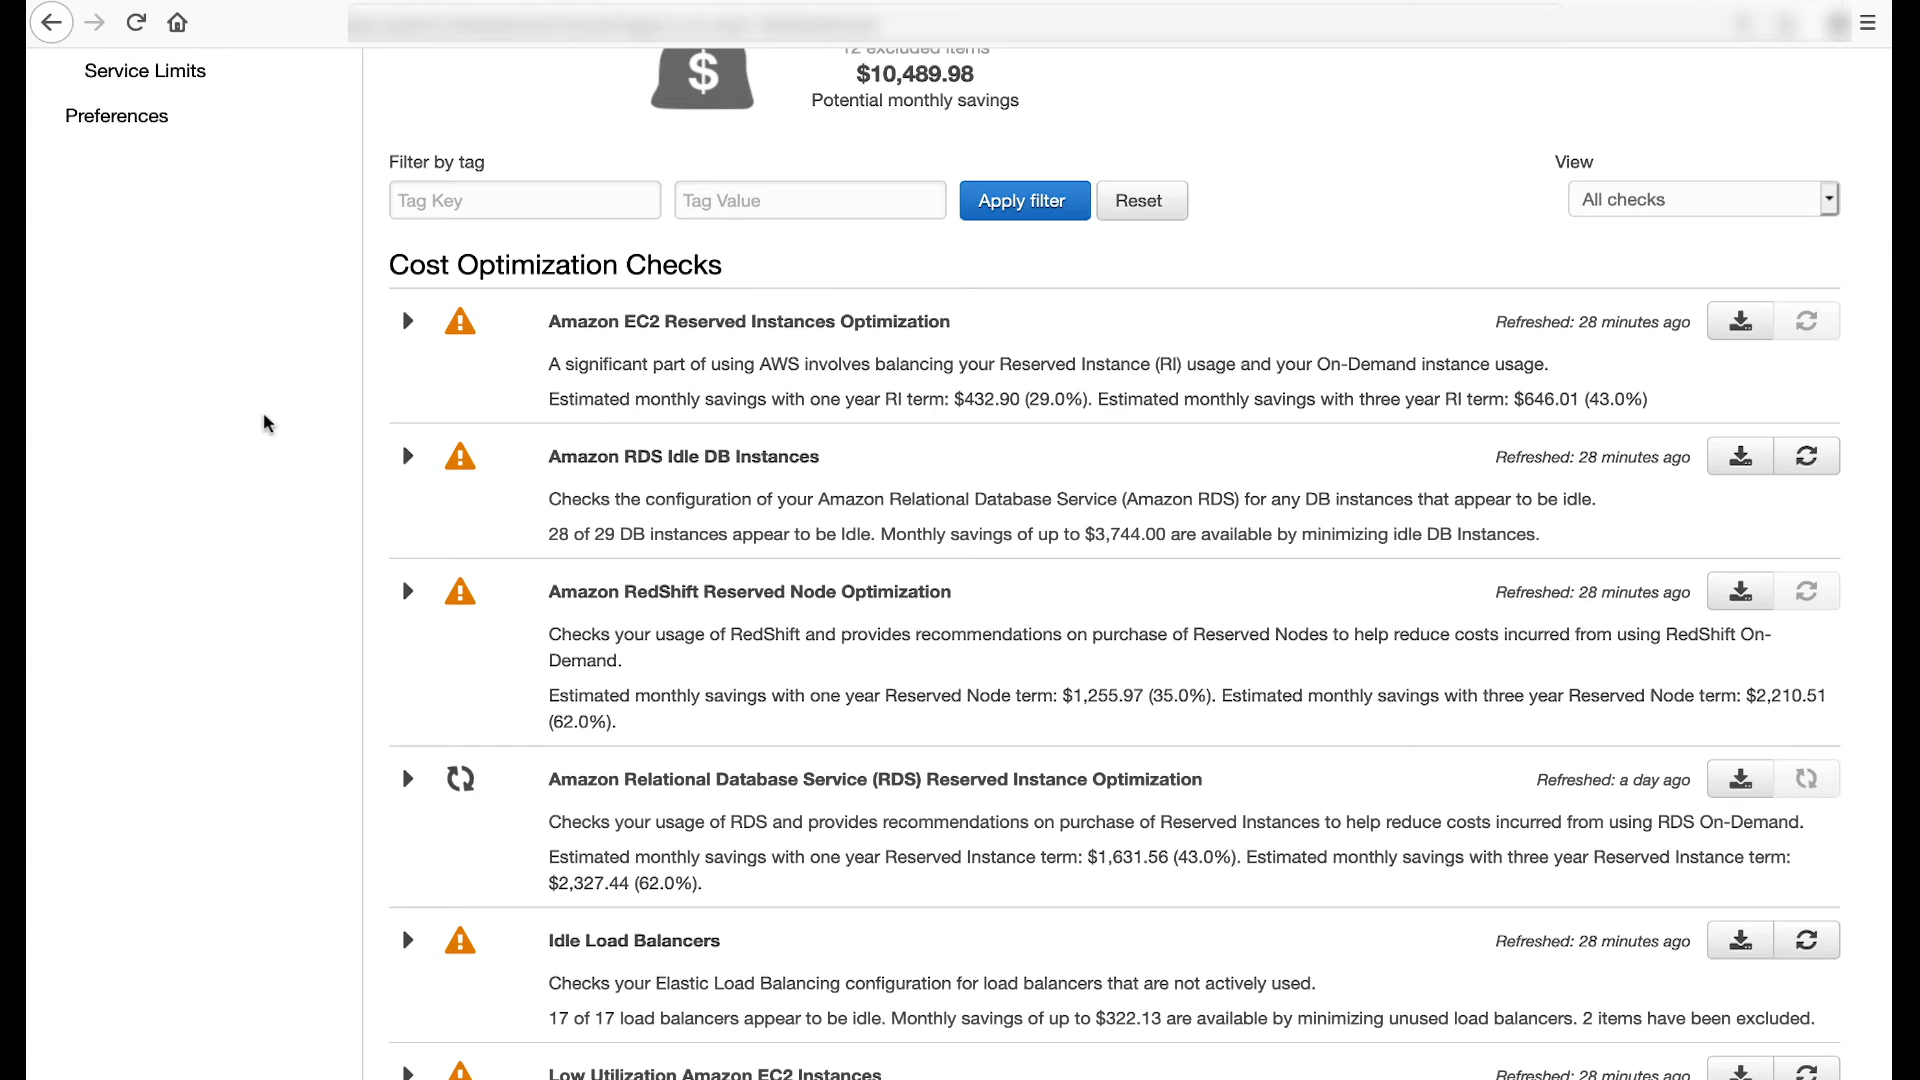 12 excluded items
$10,489.98
Potential monthly savings
Service Limits
Preferences
Filter by tag
View
Tag Key
Tag Value
Apply filter
Reset
All checks
Cost Optimization Checks
Amazon EC2 Reserved Instances Optimization
Refreshed: 28 minutes ago
A significant part of using AWS involves balancing your Reserved Instance (RI) usage and your On-Demand instance usage.
Estimated monthly savings with one year RI term: $432.90 (29.0%). Estimated monthly savings with three year RI term: $646.01 (43.0%)
Amazon RDS Idle DB Instances
Refreshed: 28 minutes ago
Checks the configuration of your Amazon Relational Database Service (Amazon RDS) for any DB instances that appear to be idle.
28 of 29 DB instances appear to be Idle. Monthly savings of up to $3,744.00 are available by minimizing idle DB Instances.
Amazon RedShift Reserved Node Optimization
Refreshed: 28 minutes ago
Checks your usage of RedShift and provides recommendations on purchase of Reserved Nodes to help reduce costs incurred from using RedShift On-
Demand.
Estimated monthly savings with one year Reserved Node term: $1,255.97 (35.0%). Estimated monthly savings with three year Reserved Node term: $2,210.51
(62.0%).
Amazon Relational Database Service (RDS) Reserved Instance Optimization
Refreshed: a day ago
Checks your usage of RDS and provides recommendations on purchase of Reserved Instances to help reduce costs incurred from using RDS On-Demand.
Estimated monthly savings with one year Reserved Instance term: $1,631.56 (43.0%). Estimated monthly savings with three year Reserved Instance term:
$2,327.44 (62.0%).
Idle Load Balancers
Refreshed: 28 minutes ago
Checks your Elastic Load Balancing configuration for load balancers that are not actively used.
17 of 17 load balancers appear to be idle. Monthly savings of up to $322.13 are available by minimizing unused load balancers. 2 items have been excluded.
Low Utilization Amazon EC2 Instances
Refreshed: 28 minutes ago